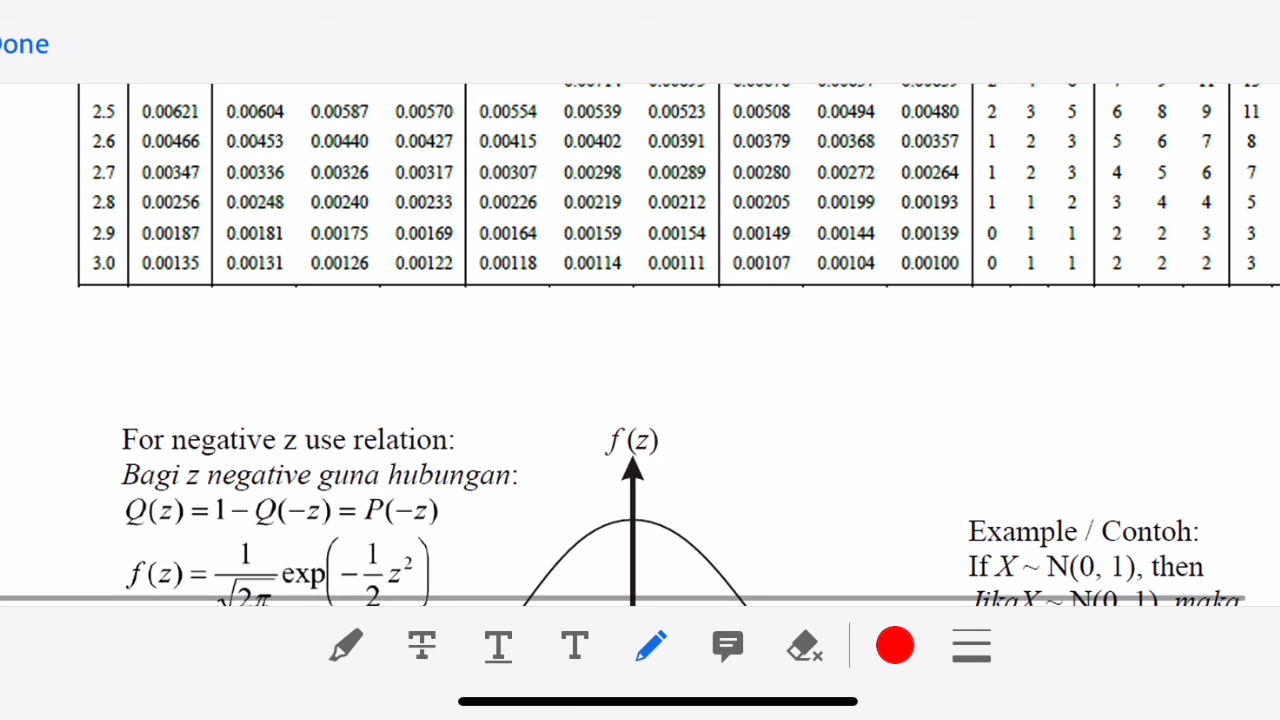 Done
2.5 0.00621 0.00604 0.00587 0.00570 0.00554 0.00539 0.00523 0.00508 0.00494 0.00480 2 3 5 6 8 9 11
2.6 0.00466 0.00453 0.00440 0.00427 0.00415 0.00402 0.00391 0.00379 0.00368 0.00357 1 2 3 5 6 7 8
2.7 0.00347 0.00336 0.00326 0.00317 0.00307 0.00298 0.00289 0.00280 0.00272 0.00264 1 2 3 4 5 6 7
2.8 0.00256 0.00248 0.00240 0.00233 0.00226 0.00219 0.00212 0.00205 0.00199 0.00193 1 1 2 3 4 4 5
2.9 0.00187 0.00181 0.00175 0.00169 0.00164 0.00159 0.00154 0.00149 0.00144 0.00139 0 1 1 2 2 3 3
3.0 0.00135 0.00131 0.00126 0.00122 0.00118 0.00114 0.00111 0.00107 0.00104 0.00100 0 1 1 2 2 2 3
For negative z use relation:
Bagi z negative guna hubungan:
Q(z) = 1 − Q(−z) = P(−z)
f(z) = 1/√2π exp(−1/2 z²)
f(z)
Example / Contoh:
If X ~ N(0, 1), then
Jika X ~ N(0, 1), maka
T
T
T